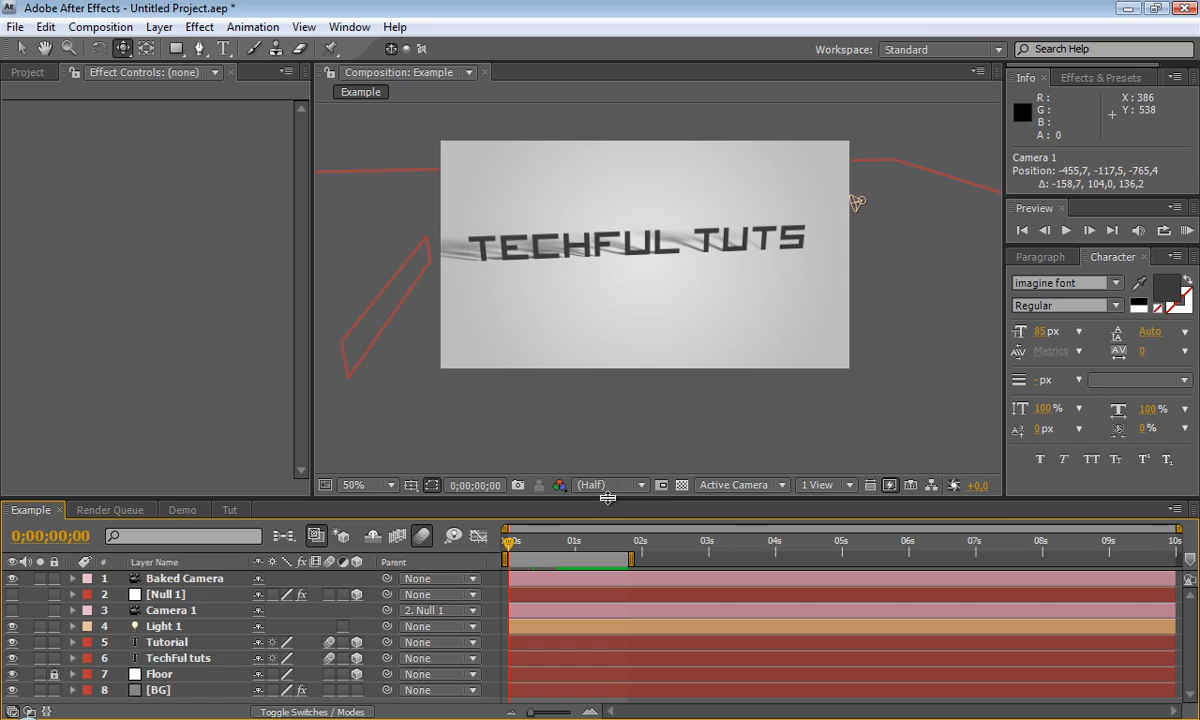 Adobe After Effects - Untitled Project.aep *
File Edit Composition Layer Effect Animation View Window Help
Workspace: Standard Search Help
Project Effect Controls: (none) Composition: Example Info Effects & Presets
Example
R: X: 386
G: Y: 538
B:
A: 0
Camera 1
Position: -455,7, -117,5, -765,4
Δ: -158,7, 104,0, 136,2
TECHFUL TUTS
Preview
Paragraph Character
imagine font
Regular
85 px Auto
Metrics 0
- px
100 % 100 %
0 px 0 %
T T TT Tт T¹ T₁
50% 0;00;00;00 (Half) Active Camera 1 View +0,0
Example Render Queue Demo Tut
0;00;00;00
0s 01s 02s 03s 04s 05s 06s 07s 08s 09s 10s
# Layer Name Parent
1 Baked Camera None
2 [Null 1] None
3 Camera 1 2. Null 1
4 Light 1 None
5 Tutorial None
6 TechFul tuts None
7 Floor None
8 [BG] None
Toggle Switches / Modes